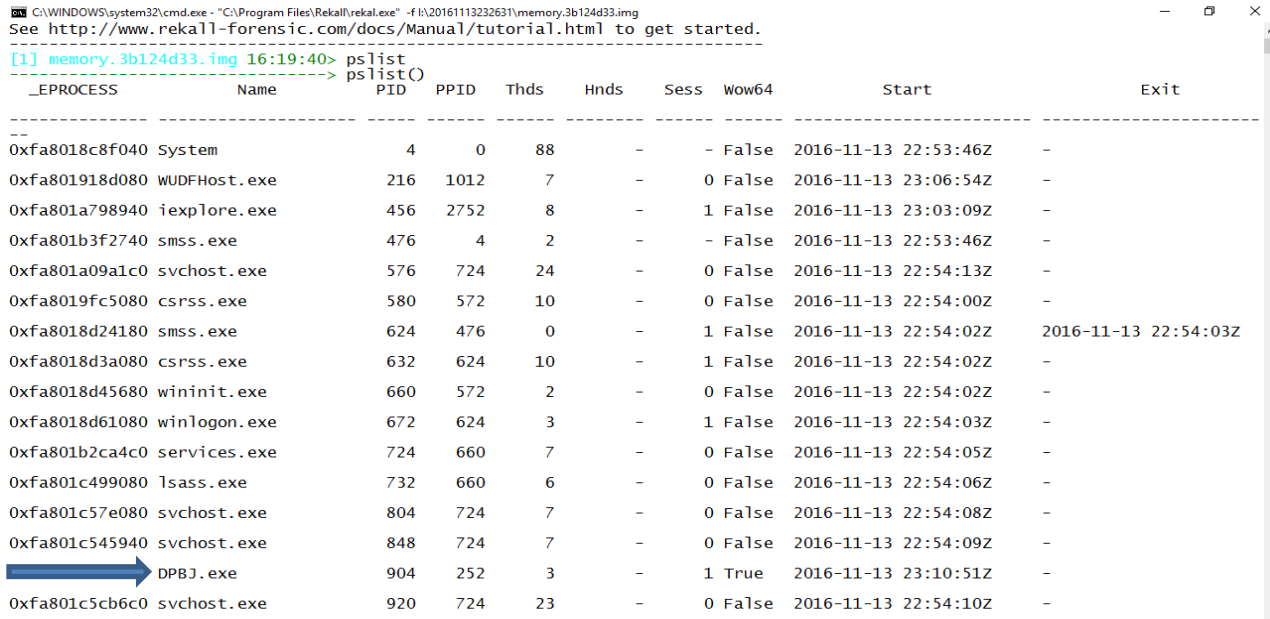 C:\WINDOWS\system32\cmd.exe - "C:\Program Files\Rekall\rekal.exe" -f I:\20161113232631\memory.3b124d33.img
See http://www.rekall-forensic.com/docs/Manual/tutorial.html to get started.
[1] memory.3b124d33.img 16:19:40> pslist
--------------------------------> pslist()
_EPROCESS Name PID PPID Thds Hnds Sess Wow64 Start Exit
-------------- -------------------- ----- ------ ------ -------- ------ ------ ------------------------ ----------------------
--
0xfa8018c8f040 System 4 0 88 - - False 2016-11-13 22:53:46Z -
0xfa801918d080 WUDFHost.exe 216 1012 7 - 0 False 2016-11-13 23:06:54Z -
0xfa801a798940 iexplore.exe 456 2752 8 - 1 False 2016-11-13 23:03:09Z -
0xfa801b3f2740 smss.exe 476 4 2 - - False 2016-11-13 22:53:46Z -
0xfa801a09a1c0 svchost.exe 576 724 24 - 0 False 2016-11-13 22:54:13Z -
0xfa8019fc5080 csrss.exe 580 572 10 - 0 False 2016-11-13 22:54:00Z -
0xfa8018d24180 smss.exe 624 476 0 - 1 False 2016-11-13 22:54:02Z 2016-11-13 22:54:03Z
0xfa8018d3a080 csrss.exe 632 624 10 - 1 False 2016-11-13 22:54:02Z -
0xfa8018d45680 wininit.exe 660 572 2 - 0 False 2016-11-13 22:54:02Z -
0xfa8018d61080 winlogon.exe 672 624 3 - 1 False 2016-11-13 22:54:03Z -
0xfa801b2ca4c0 services.exe 724 660 7 - 0 False 2016-11-13 22:54:05Z -
0xfa801c499080 lsass.exe 732 660 6 - 0 False 2016-11-13 22:54:06Z -
0xfa801c57e080 svchost.exe 804 724 7 - 0 False 2016-11-13 22:54:08Z -
0xfa801c545940 svchost.exe 848 724 7 - 0 False 2016-11-13 22:54:09Z -
DPBJ.exe 904 252 3 - 1 True 2016-11-13 23:10:51Z -
0xfa801c5cb6c0 svchost.exe 920 724 23 - 0 False 2016-11-13 22:54:10Z -